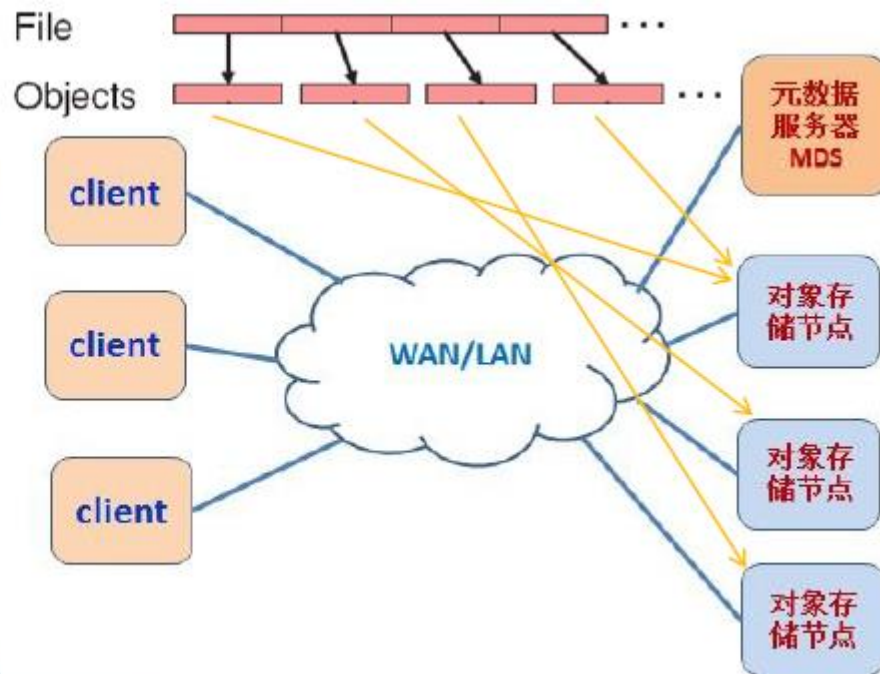 File
...
Objects
...
元数据
服务器
MDS
client
client
client
WAN/LAN
对象存
储节点
对象存
储节点
对象存
储节点